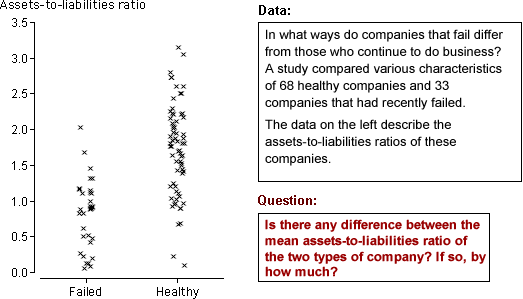 Assets-to-liabilities ratio
3.5
3.0
2.5
2.0
1.5
1.0
0.5
0.0
Failed Healthy
Data:
In what ways do companies that fail differ
from those who continue to do business?
A study compared various characteristics
of 68 healthy companies and 33
companies that had recently failed.
The data on the left describe the
assets-to-liabilities ratios of these
companies.
Question:
Is there any difference between the
mean assets-to-liabilities ratio of
the two types of company? If so, by
how much?